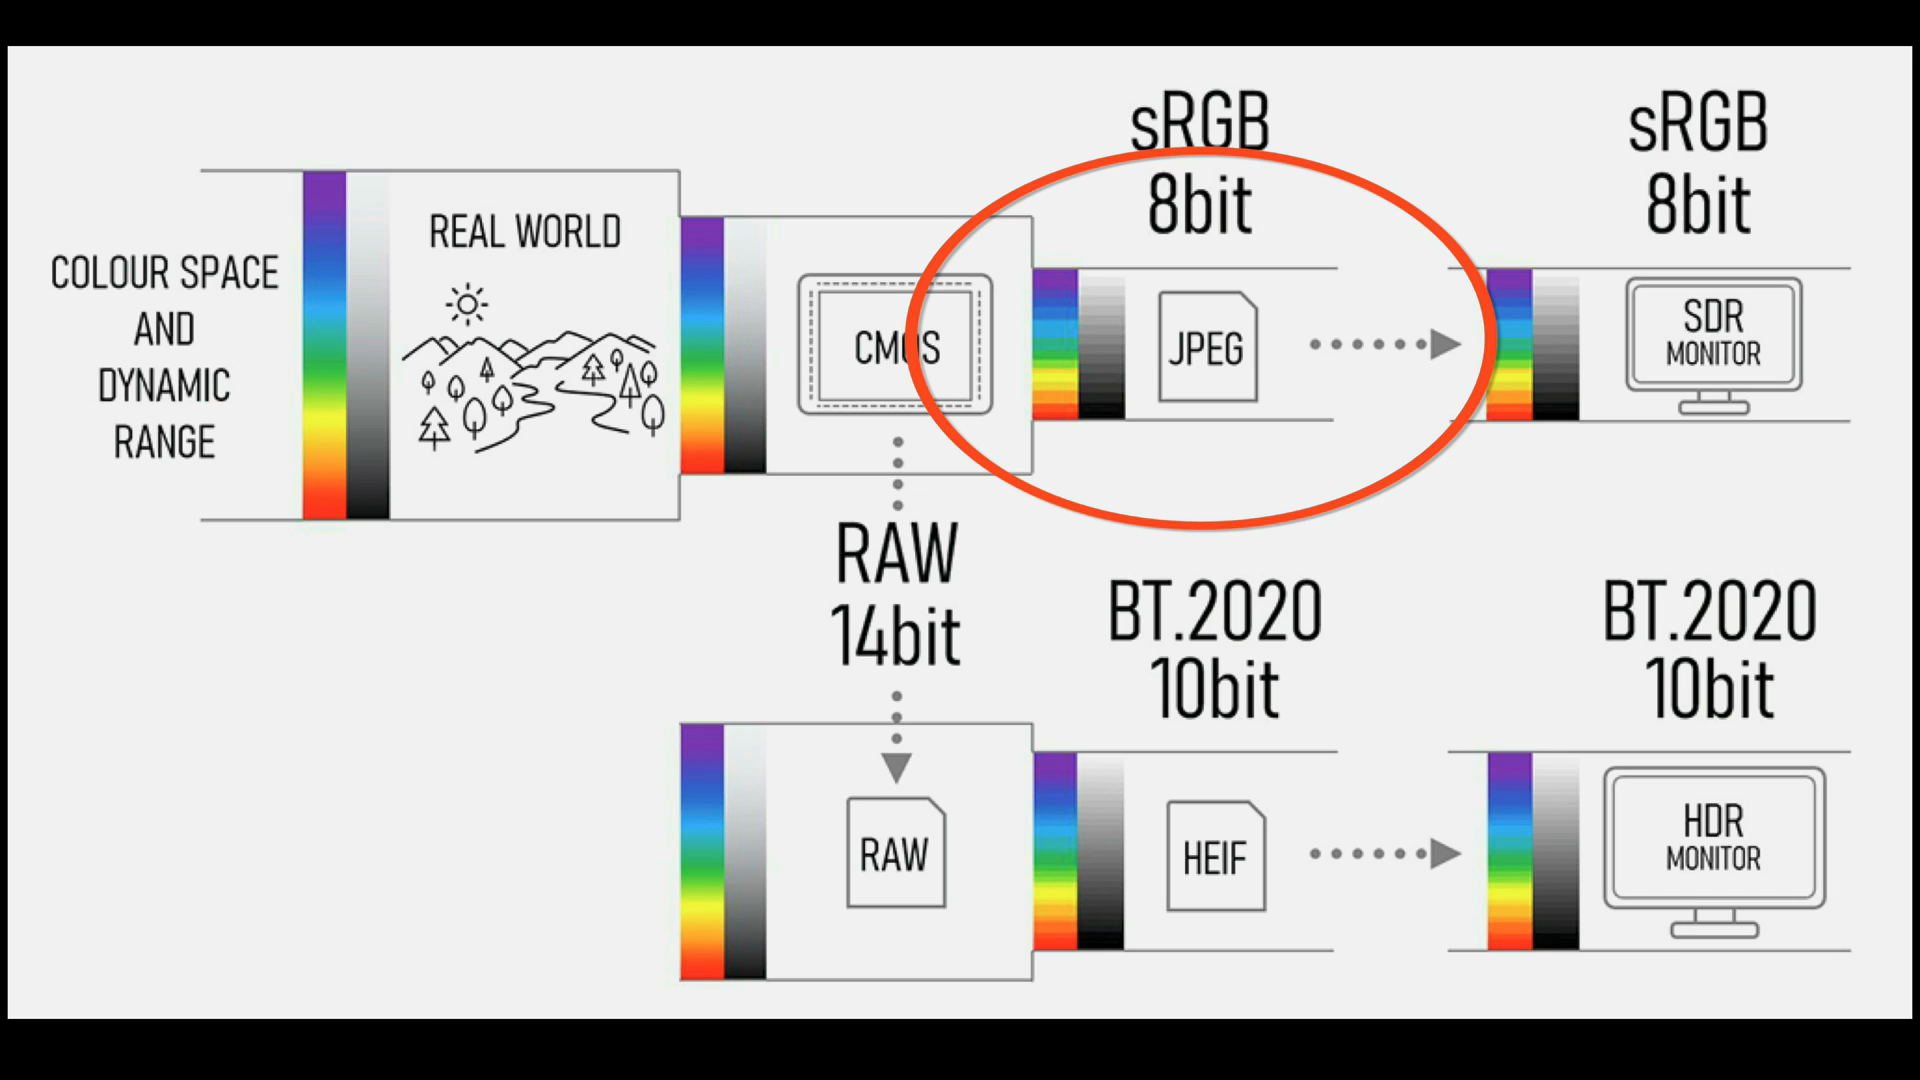 COLOUR SPACE
AND
DYNAMIC
RANGE
REAL WORLD
CMOS
sRGB
8bit
JPEG
sRGB
8bit
SDR
MONITOR
RAW
14bit
RAW
BT.2020
10bit
HEIF
BT.2020
10bit
HDR
MONITOR